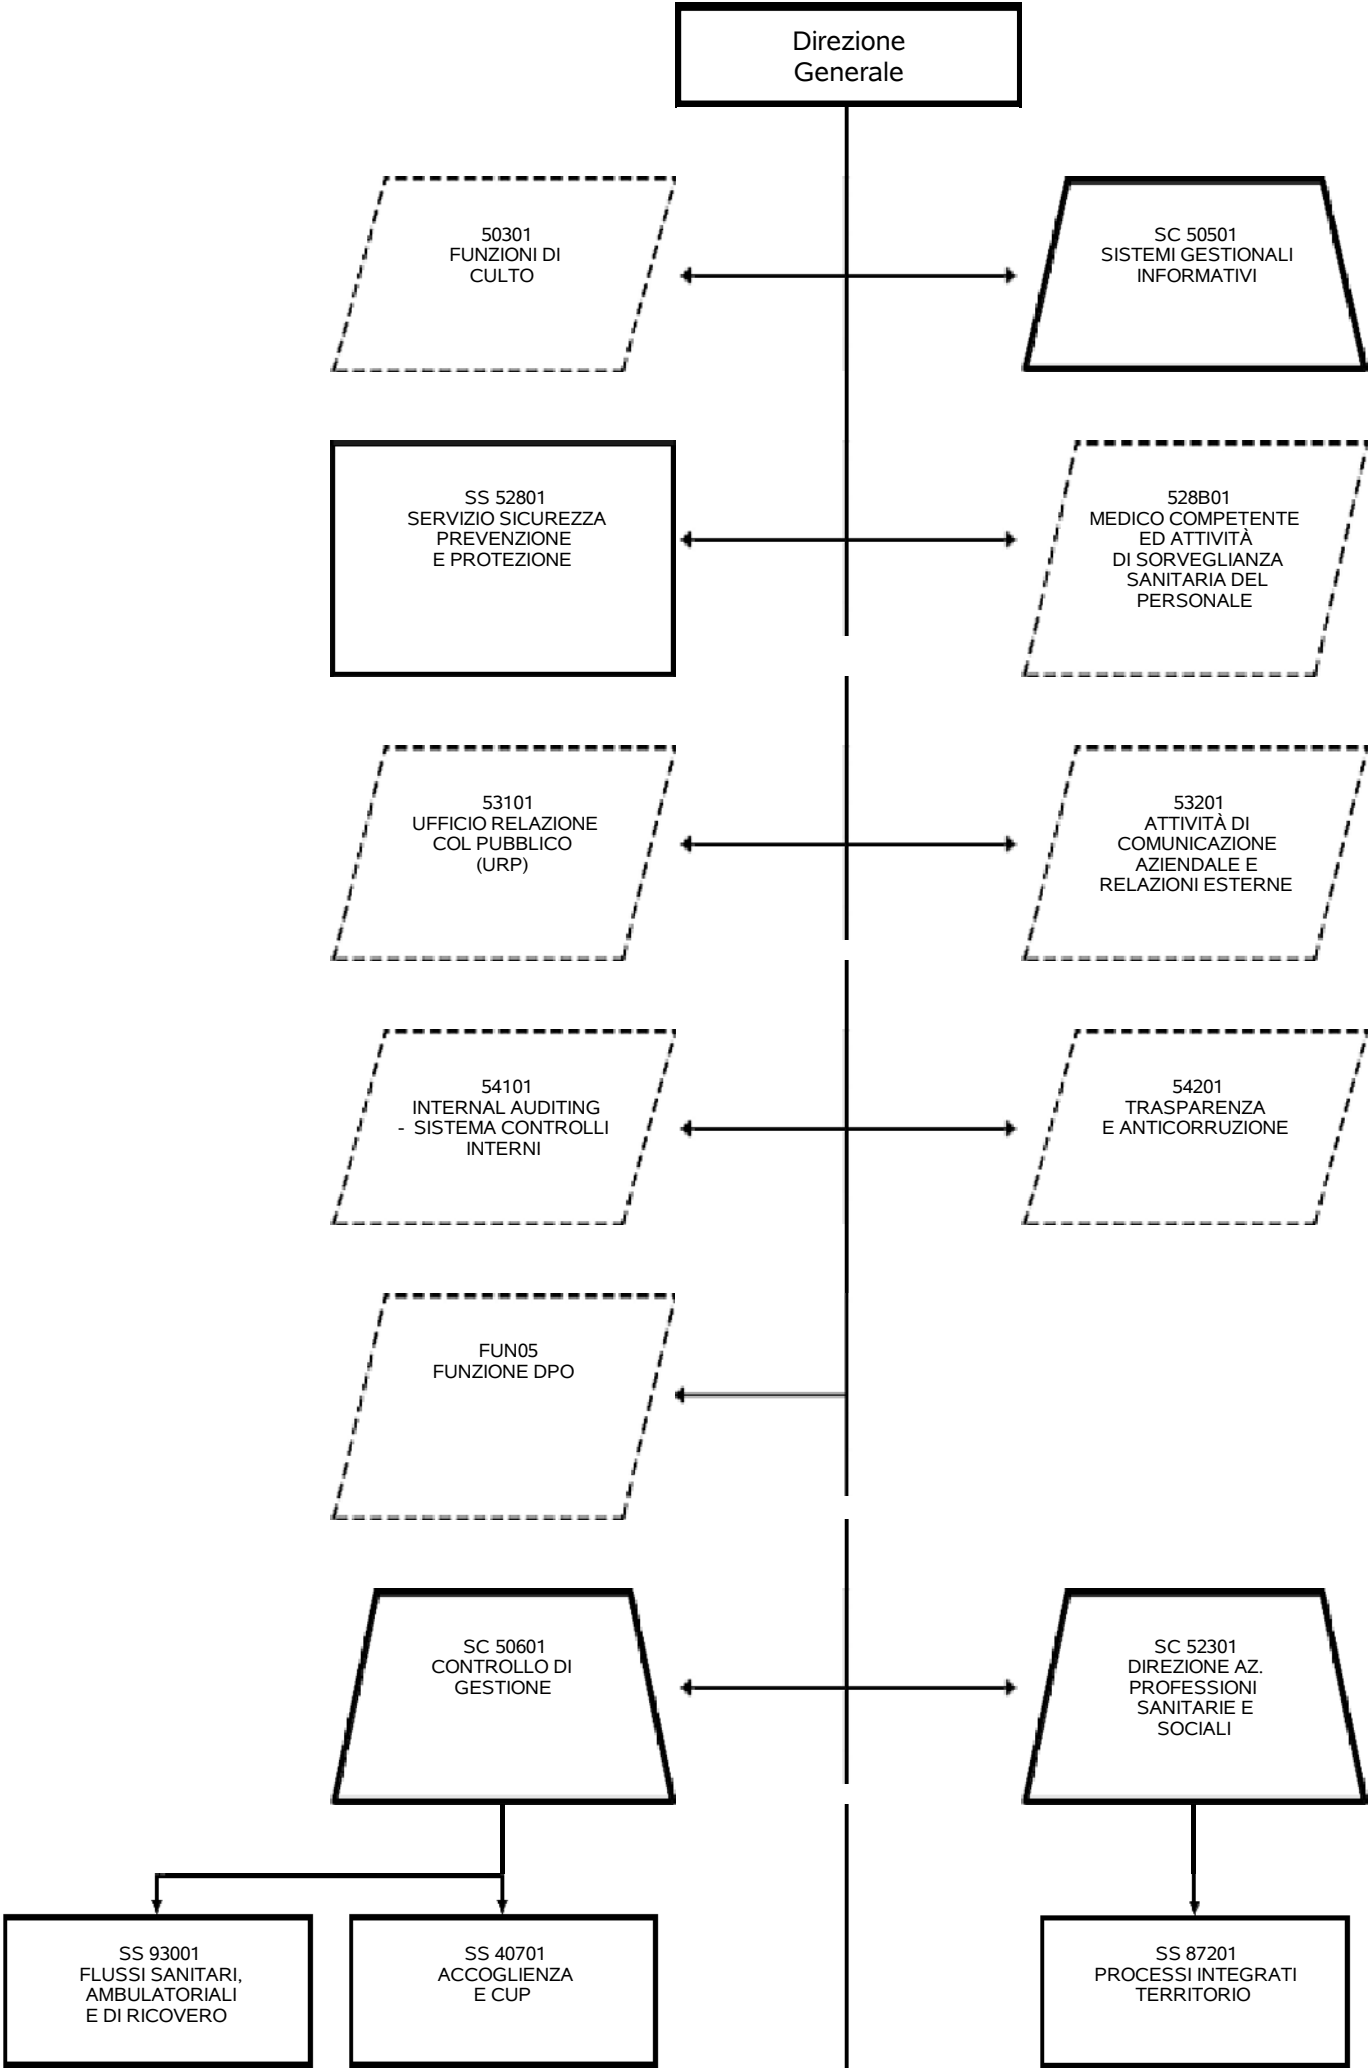 Direzione
Generale
50301
FUNZIONI DI
CULTO
SC 50501
SISTEMI GESTIONALI
INFORMATIVI
SS 52801
SERVIZIO SICUREZZA
PREVENZIONE
E PROTEZIONE
528B01
MEDICO COMPETENTE
ED ATTIVITÀ
DI SORVEGLIANZA
SANITARIA DEL
PERSONALE
53101
UFFICIO RELAZIONE
COL PUBBLICO
(URP)
53201
ATTIVITÀ DI
COMUNICAZIONE
AZIENDALE E
RELAZIONI ESTERNE
54101
INTERNAL AUDITING
- SISTEMA CONTROLLI
INTERNI
54201
TRASPARENZA
E ANTICORRUZIONE
FUN05
FUNZIONE DPO
SC 50601
CONTROLLO DI
GESTIONE
SC 52301
DIREZIONE AZ.
PROFESSIONI
SANITARIE E
SOCIALI
SS 93001
FLUSSI SANITARI,
AMBULATORIALI
E DI RICOVERO
SS 40701
ACCOGLIENZA
E CUP
SS 87201
PROCESSI INTEGRATI
TERRITORIO